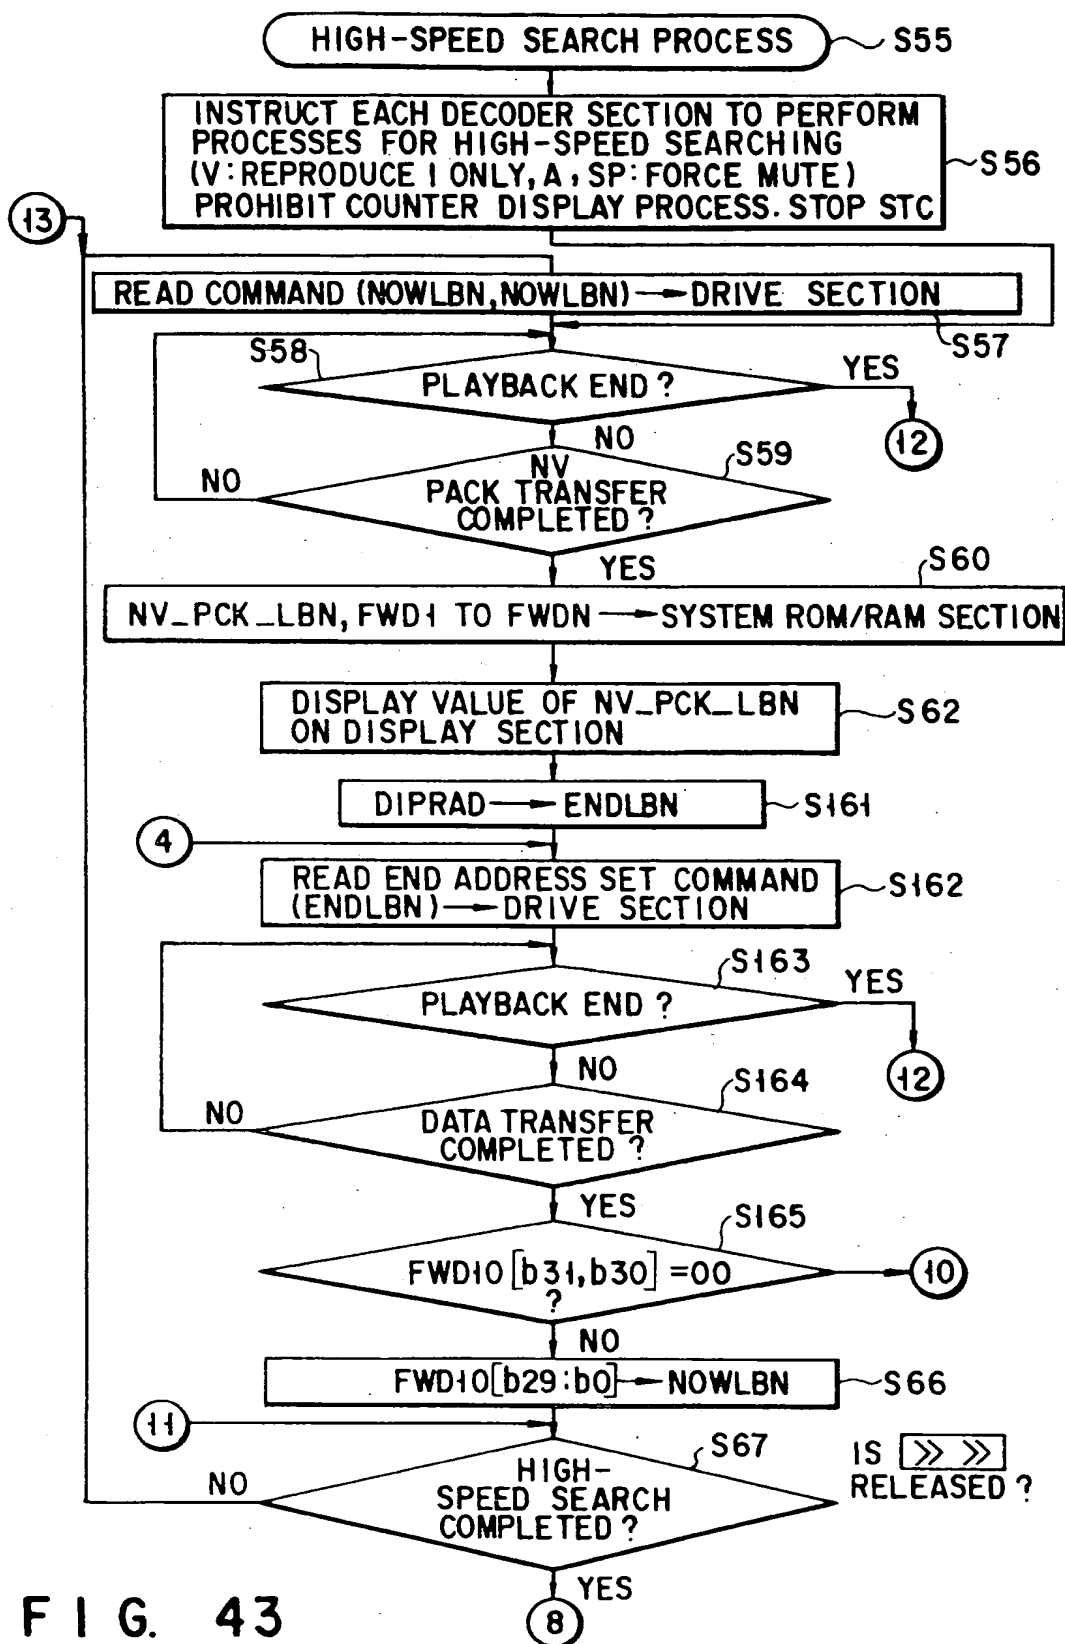 HIGH-SPEED SEARCH PROCESS
S55
INSTRUCT EACH DECODER SECTION TO PERFORM
PROCESSES FOR HIGH-SPEED SEARCHING
(V:REPRODUCE I ONLY, A, SP:FORCE MUTE)
PROHIBIT COUNTER DISPLAY PROCESS. STOP STC
S56
13
READ COMMAND (NOWLBN,NOWLBN)→DRIVE SECTION
S57
S58
PLAYBACK END ?
YES
12
NO
S59
NV
PACK TRANSFER
COMPLETED ?
NO
YES
S60
NV_PCK_LBN, FWD1 TO FWDN→SYSTEM ROM/RAM SECTION
DISPLAY VALUE OF NV_PCK_LBN
ON DISPLAY SECTION
S62
DIPRAD→ENDLBN
S161
4
READ END ADDRESS SET COMMAND
(ENDLBN)→DRIVE SECTION
S162
S163
PLAYBACK END ?
YES
12
NO
S164
DATA TRANSFER
COMPLETED ?
NO
YES
S165
FWD10[b31,b30]=00
?
10
NO
FWD10[b29:b0]→NOWLBN
S66
11
S67
HIGH-
SPEED SEARCH
COMPLETED ?
NO
IS >> >>
RELEASED ?
YES
8
FIG. 43